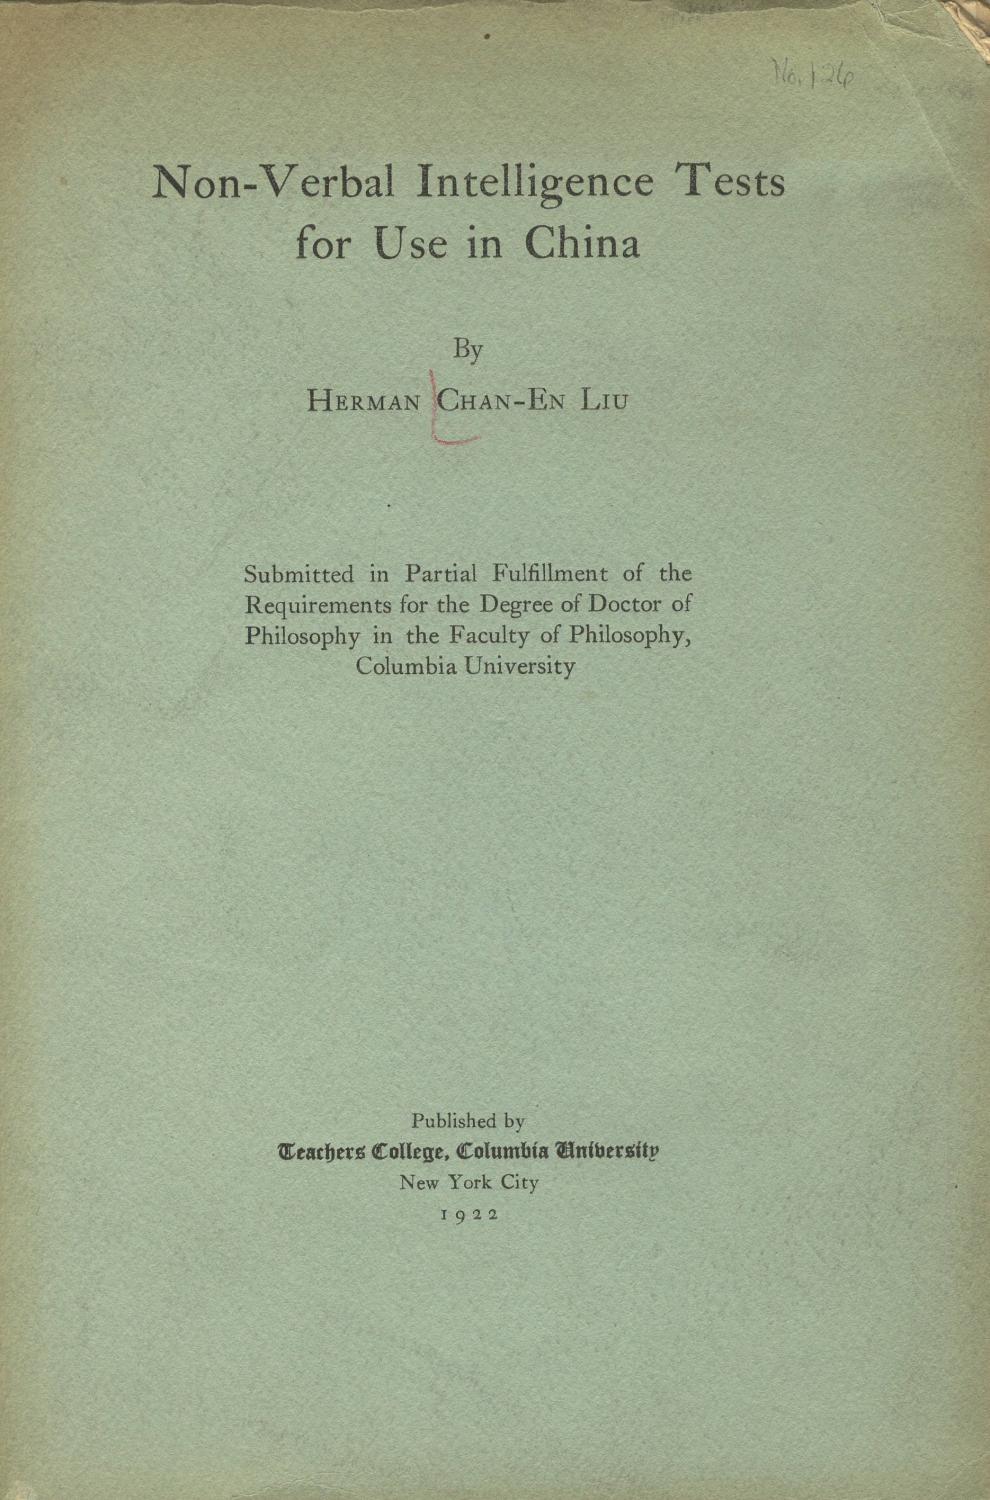 No. 126
Non-Verbal Intelligence Tests
for Use in China
By
HERMAN CHAN-EN LIU
Submitted in Partial Fulfillment of the
Requirements for the Degree of Doctor of
Philosophy in the Faculty of Philosophy,
Columbia University
Published by
Teachers College, Columbia University
New York City
1922